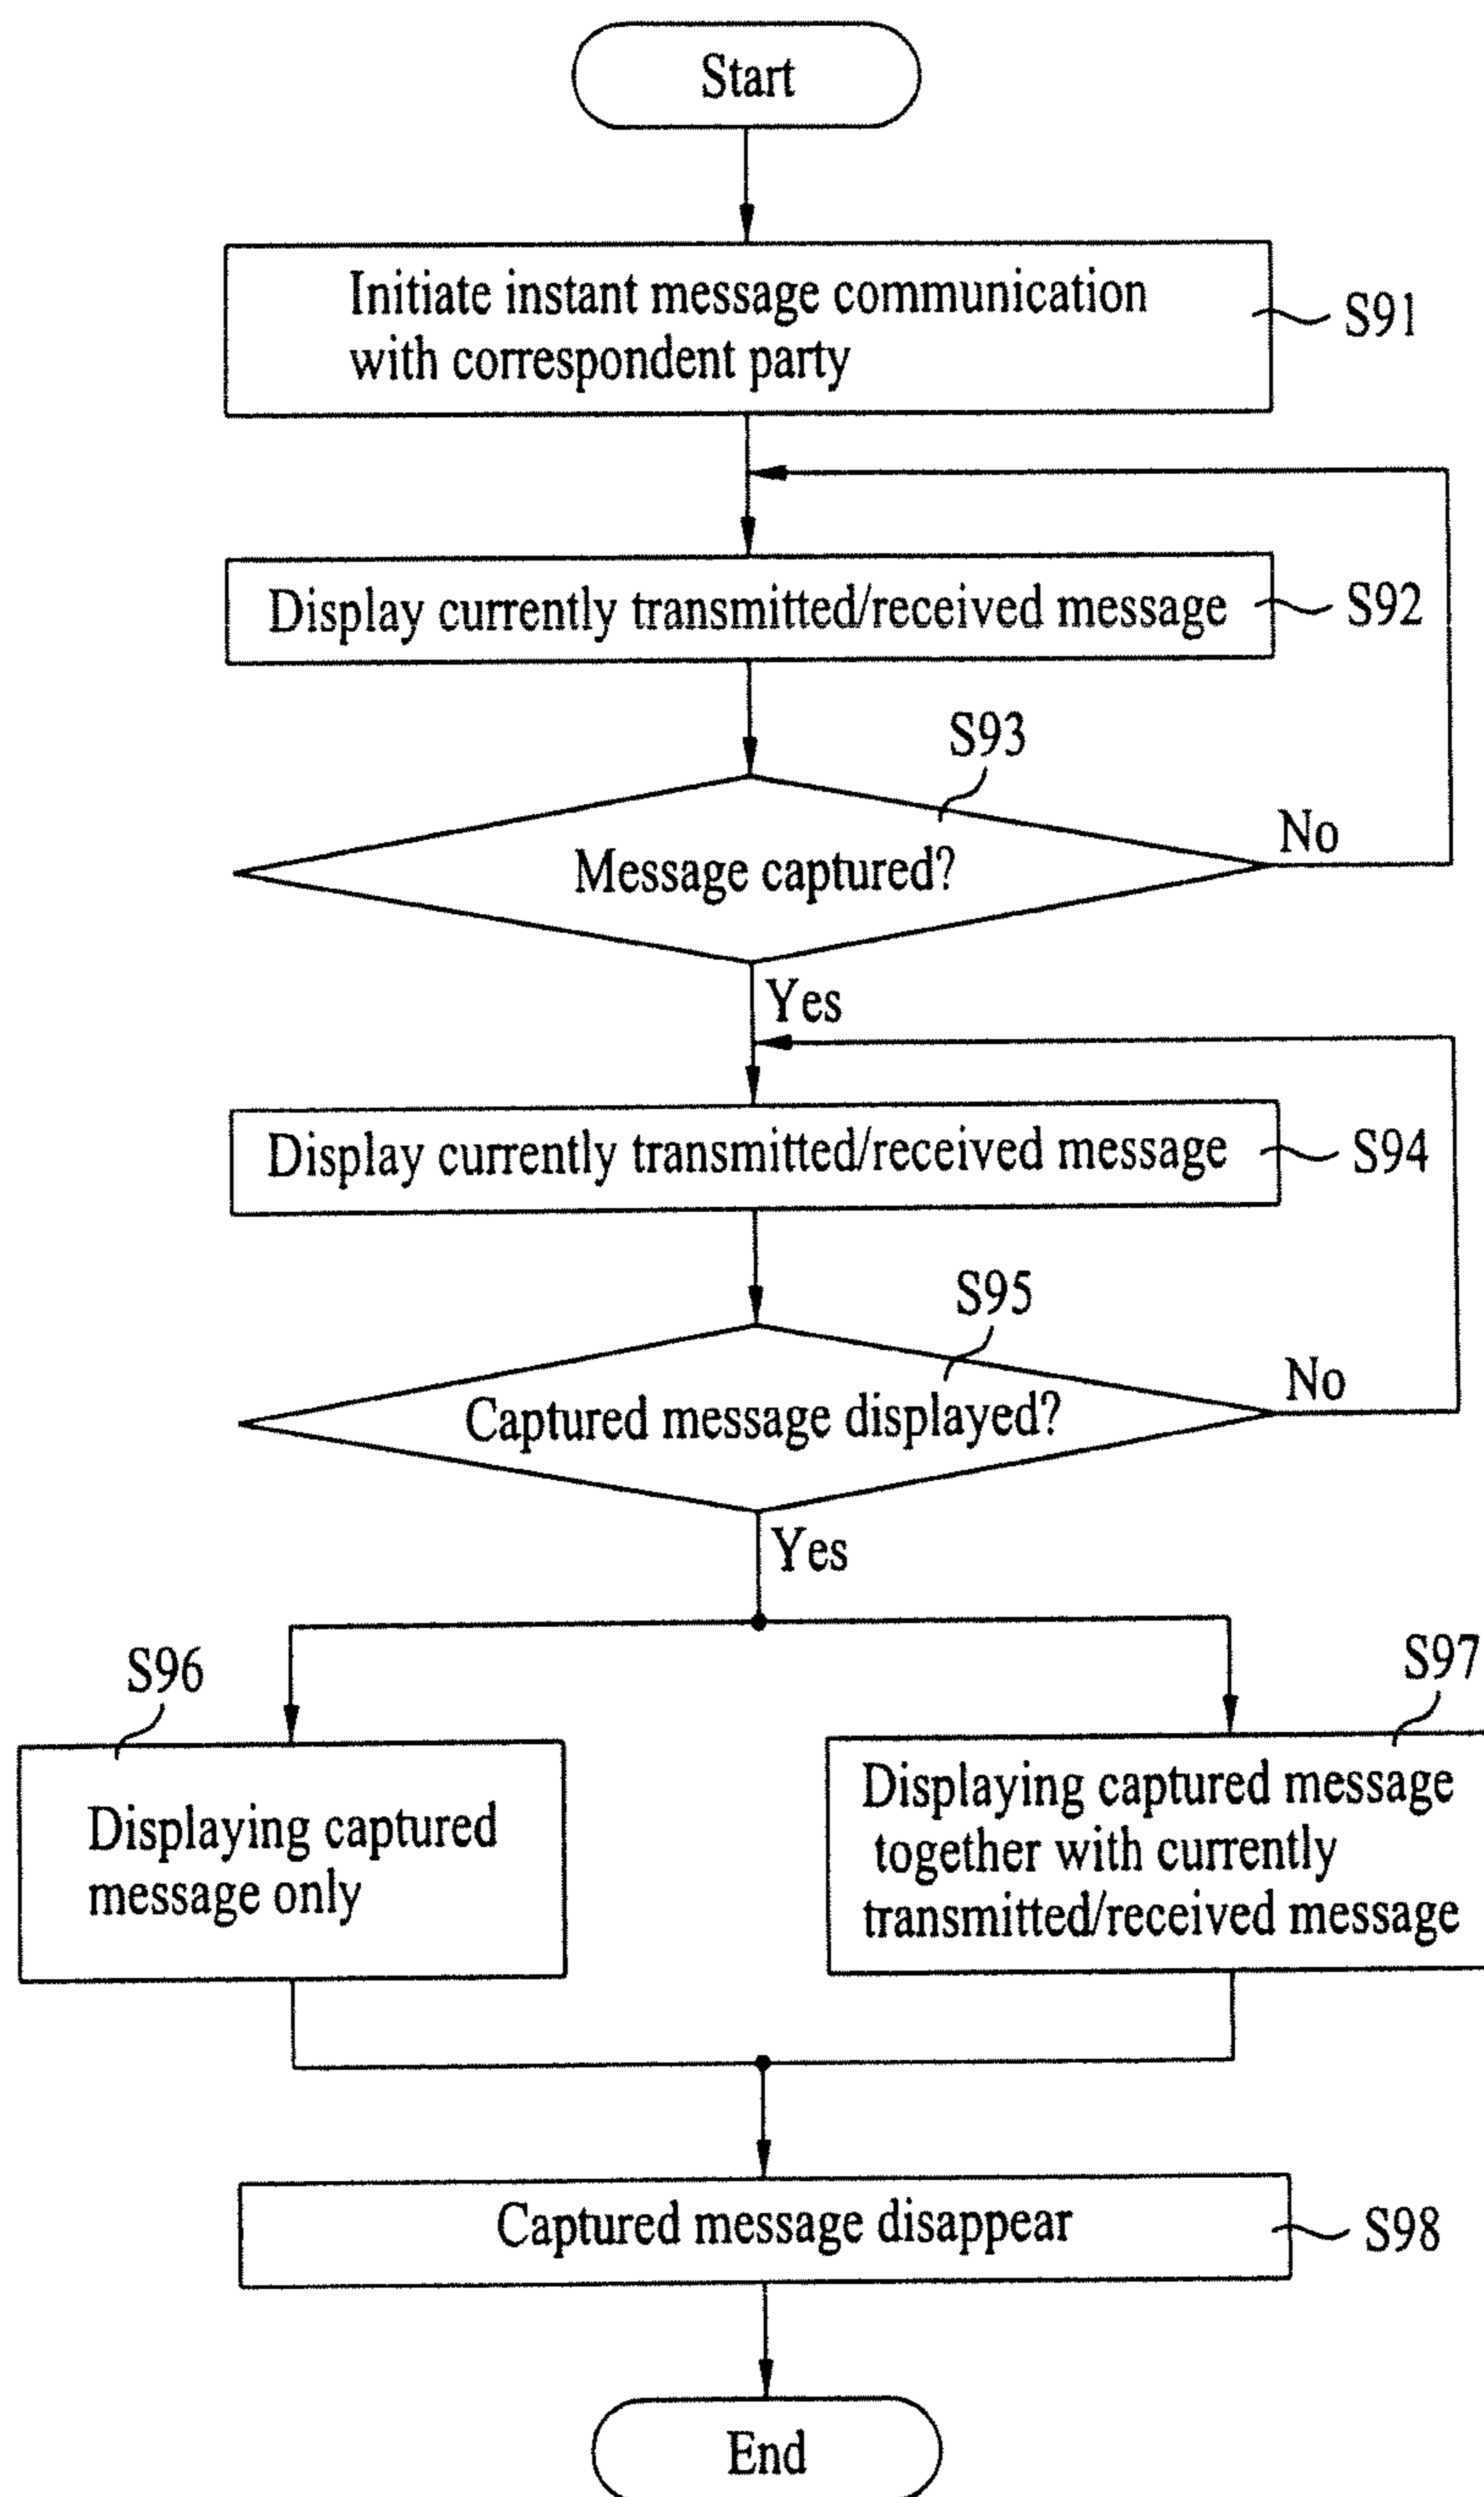 Start
Initiate instant message communication
with correspondent party
S91
Display currently transmitted/received message
S92
S93
Message captured?
No
Yes
Display currently transmitted/received message
S94
S95
Captured message displayed?
No
Yes
S96
Displaying captured
message only
S97
Displaying captured message
together with currently
transmitted/received message
Captured message disappear
S98
End